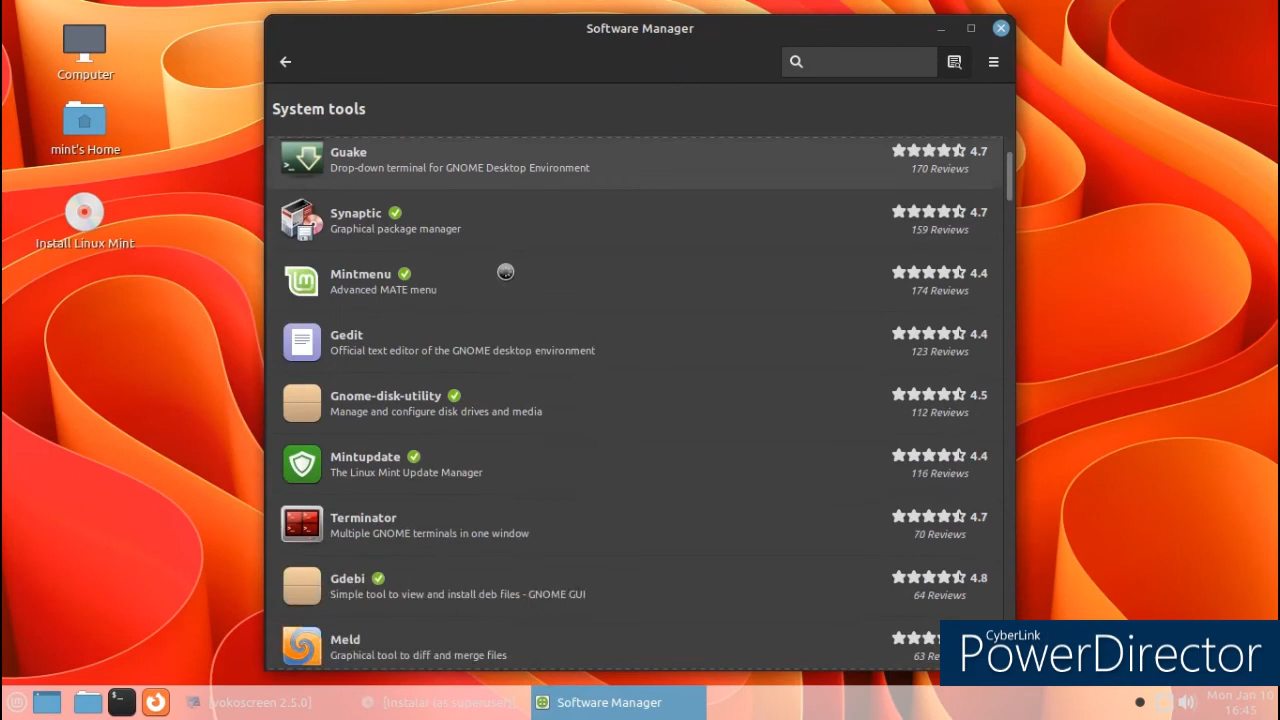 Software Manager
Computer
mint's Home
Install Linux Mint
System tools
Guake
Drop-down terminal for GNOME Desktop Environment
4.7
170 Reviews
Synaptic
Graphical package manager
4.7
159 Reviews
Mintmenu
Advanced MATE menu
4.4
174 Reviews
Gedit
Official text editor of the GNOME desktop environment
4.4
123 Reviews
Gnome-disk-utility
Manage and configure disk drives and media
4.5
112 Reviews
Mintupdate
The Linux Mint Update Manager
4.4
116 Reviews
Terminator
Multiple GNOME terminals in one window
4.7
70 Reviews
Gdebi
Simple tool to view and install deb files - GNOME GUI
4.8
64 Reviews
Meld
Graphical tool to diff and merge files
63 Re
CyberLink
PowerDirector
[vokoscreen 2.5.0]
[Instalar (as superuser)]
Software Manager
Mon Jan 10
16:45